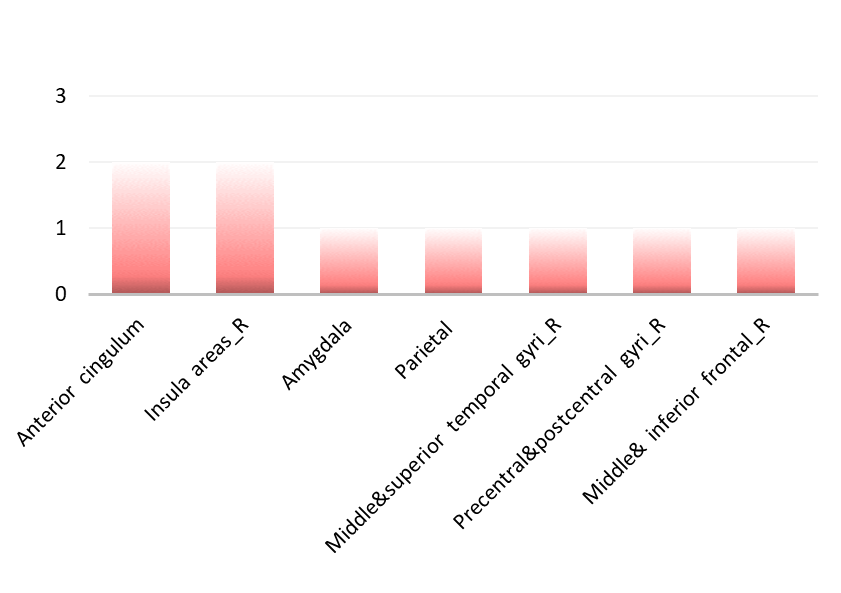 3
2
1
0
Anterior cingulum
Insula areas_R
Amygdala
Parietal
Middle&superior temporal gyri_R
Precentral&postcentral gyri_R
Middle& inferior frontal_R